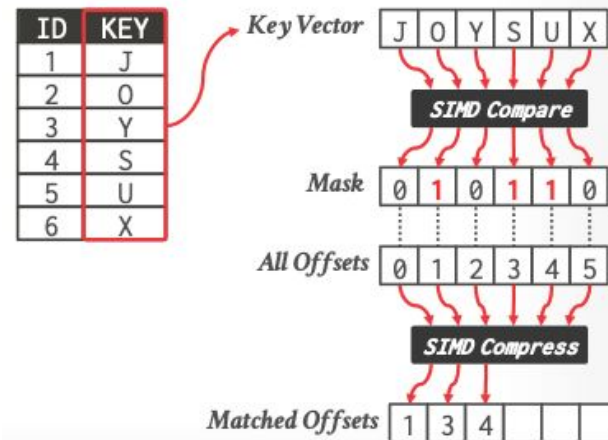 ID KEY
1 J
2 O
3 Y
4 S
5 U
6 X
Key Vector J O Y S U X
SIMD Compare
Mask 0 1 0 1 1 0
All Offsets 0 1 2 3 4 5
SIMD Compress
Matched Offsets 1 3 4